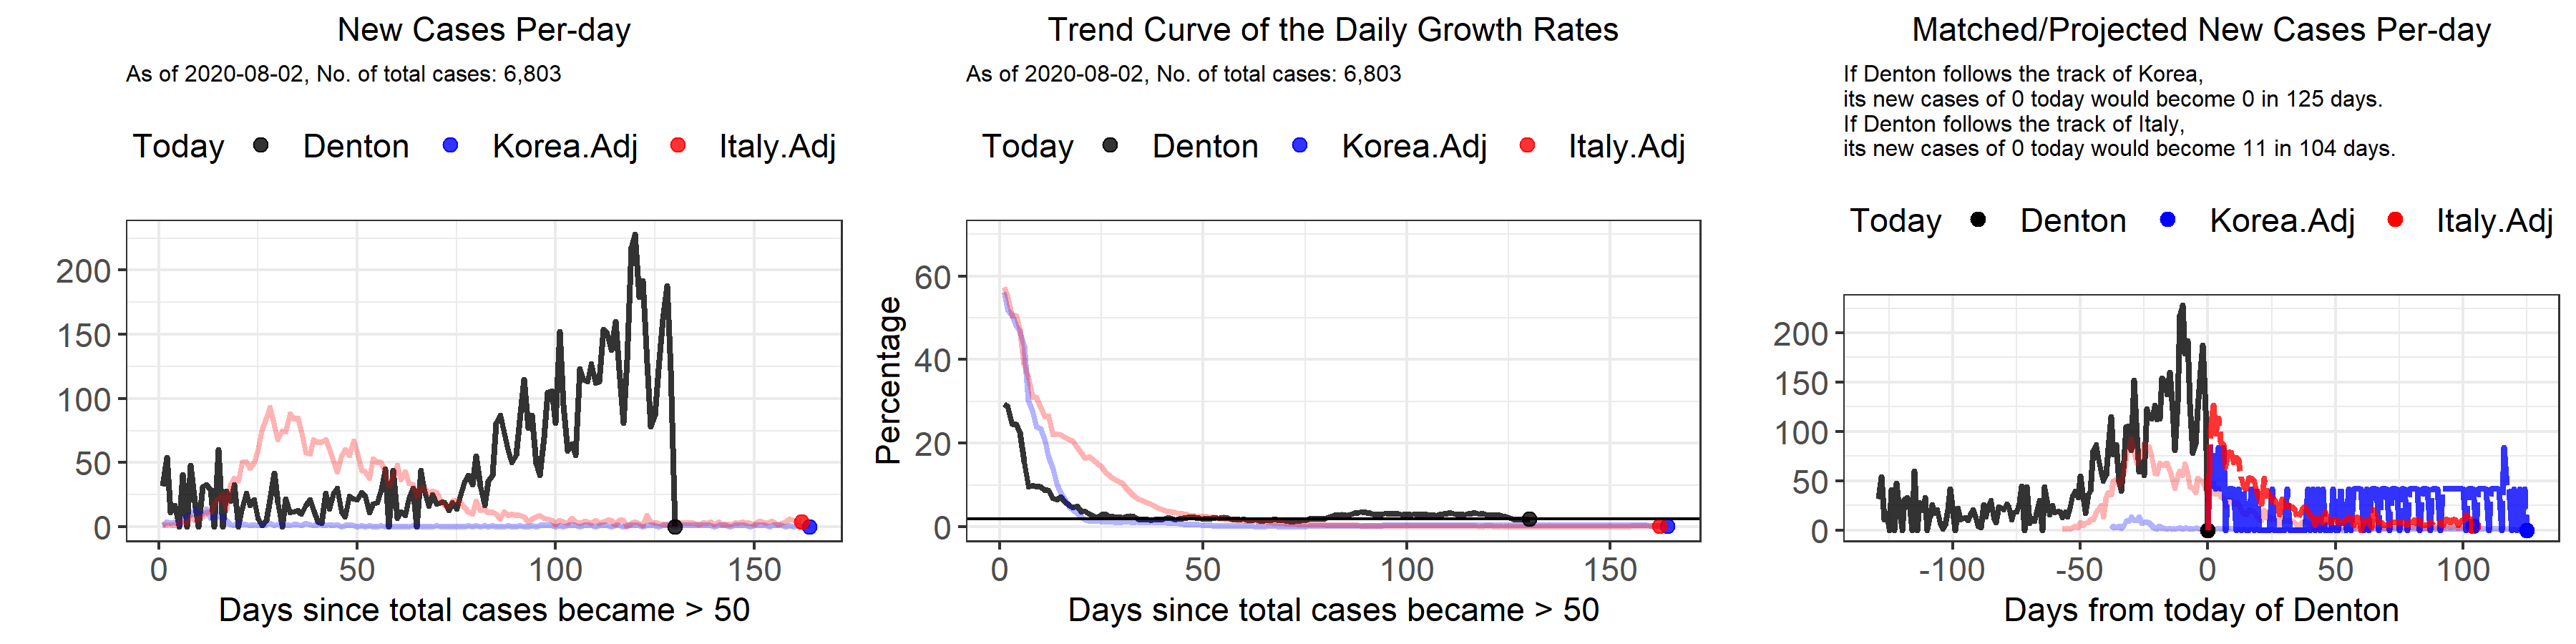 New Cases Per-day
As of 2020-08-02, No. of total cases: 6,803
Today Denton Korea.Adj Italy.Adj
200
150
100
50
0
0 50 100 150
Days since total cases became > 50
Trend Curve of the Daily Growth Rates
As of 2020-08-02, No. of total cases: 6,803
Today Denton Korea.Adj Italy.Adj
Percentage
60
40
20
0
0 50 100 150
Days since total cases became > 50
Matched/Projected New Cases Per-day
If Denton follows the track of Korea,
its new cases of 0 today would become 0 in 125 days.
If Denton follows the track of Italy,
its new cases of 0 today would become 11 in 104 days.
Today Denton Korea.Adj Italy.Adj
200
150
100
50
0
-100 -50 0 50 100
Days from today of Denton